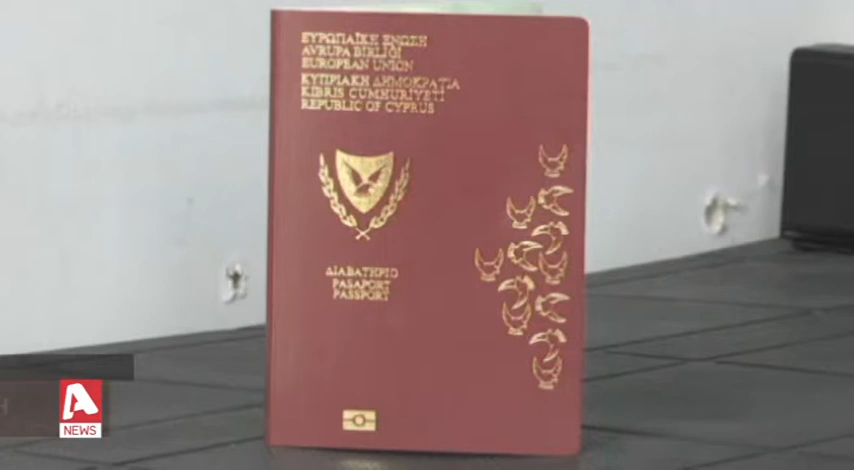 ΕΥΡΩΠΑΪΚΗ ΕΝΩΣΗ
AVRUPA BİRLİĞİ
EUROPEAN UNION
ΚΥΠΡΙΑΚΗ ΔΗΜΟΚΡΑΤΙΑ
KIBRIS CUMHURİYETİ
REPUBLIC OF CYPRUS
ΔΙΑΒΑΤΗΡΙΟ
PASAPORT
PASSPORT
NEWS